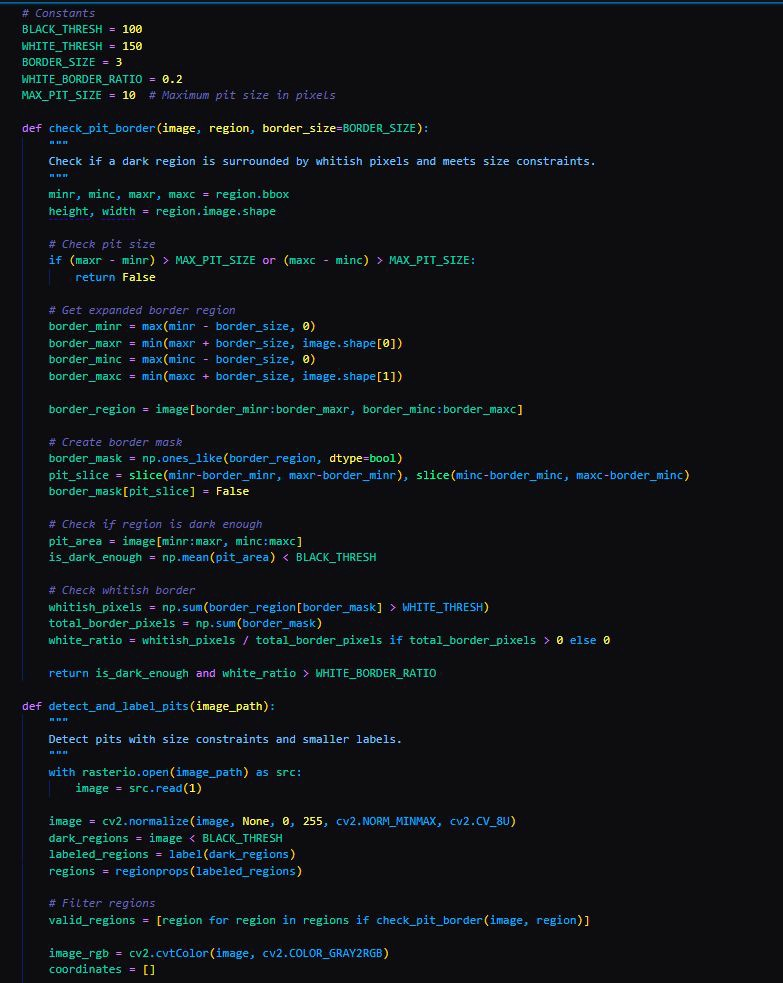 # Constants
BLACK_THRESH = 100
WHITE_THRESH = 150
BORDER_SIZE = 3
WHITE_BORDER_RATIO = 0.2
MAX_PIT_SIZE = 10  # Maximum pit size in pixels

def check_pit_border(image, region, border_size=BORDER_SIZE):
    """
    Check if a dark region is surrounded by whitish pixels and meets size constraints.
    """
    minr, minc, maxr, maxc = region.bbox
    height, width = region.image.shape

    # Check pit size
    if (maxr - minr) > MAX_PIT_SIZE or (maxc - minc) > MAX_PIT_SIZE:
        return False

    # Get expanded border region
    border_minr = max(minr - border_size, 0)
    border_maxr = min(maxr + border_size, image.shape[0])
    border_minc = max(minc - border_size, 0)
    border_maxc = min(maxc + border_size, image.shape[1])

    border_region = image[border_minr:border_maxr, border_minc:border_maxc]

    # Create border mask
    border_mask = np.ones_like(border_region, dtype=bool)
    pit_slice = slice(minr-border_minr, maxr-border_minr), slice(minc-border_minc, maxc-border_minc)
    border_mask[pit_slice] = False

    # Check if region is dark enough
    pit_area = image[minr:maxr, minc:maxc]
    is_dark_enough = np.mean(pit_area) < BLACK_THRESH

    # Check whitish border
    whitish_pixels = np.sum(border_region[border_mask] > WHITE_THRESH)
    total_border_pixels = np.sum(border_mask)
    white_ratio = whitish_pixels / total_border_pixels if total_border_pixels > 0 else 0

    return is_dark_enough and white_ratio > WHITE_BORDER_RATIO

def detect_and_label_pits(image_path):
    """
    Detect pits with size constraints and smaller labels.
    """
    with rasterio.open(image_path) as src:
        image = src.read(1)

    image = cv2.normalize(image, None, 0, 255, cv2.NORM_MINMAX, cv2.CV_8U)
    dark_regions = image < BLACK_THRESH
    labeled_regions = label(dark_regions)
    regions = regionprops(labeled_regions)

    # Filter regions
    valid_regions = [region for region in regions if check_pit_border(image, region)]

    image_rgb = cv2.cvtColor(image, cv2.COLOR_GRAY2RGB)
    coordinates = []